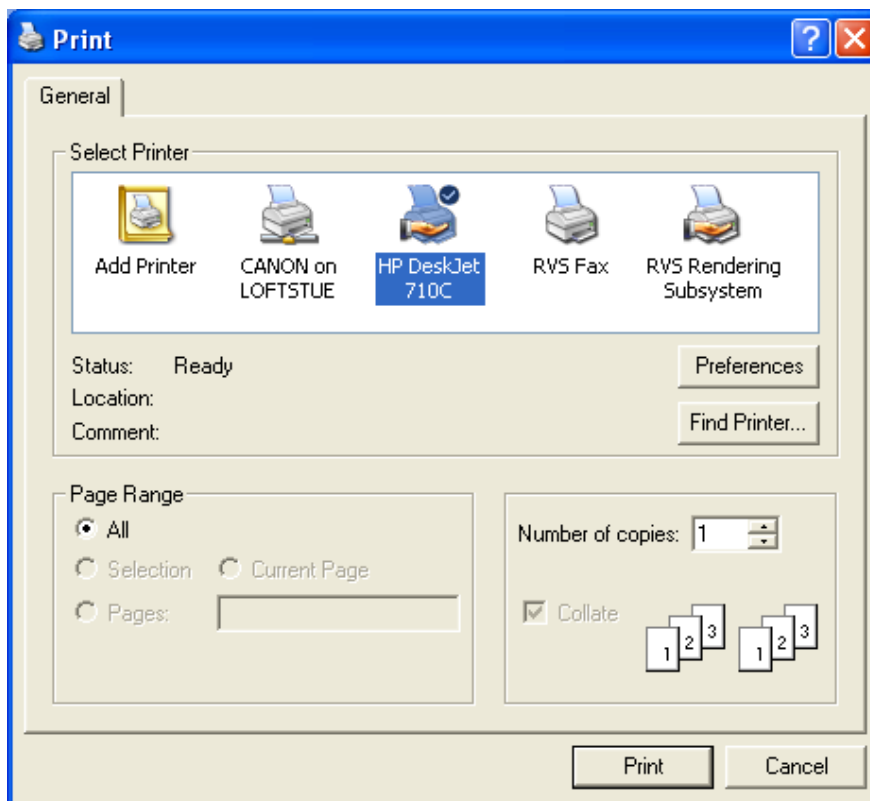 Print
General
Select Printer
Add Printer
CANON on
LOFTSTUE
HP DeskJet
710C
RVS Fax
RVS Rendering
Subsystem
Status: Ready
Location:
Comment:
Preferences
Find Printer...
Page Range
All
Selection Current Page
Pages:
Number of copies: 1
Collate
1 2 3 1 2 3
Print Cancel